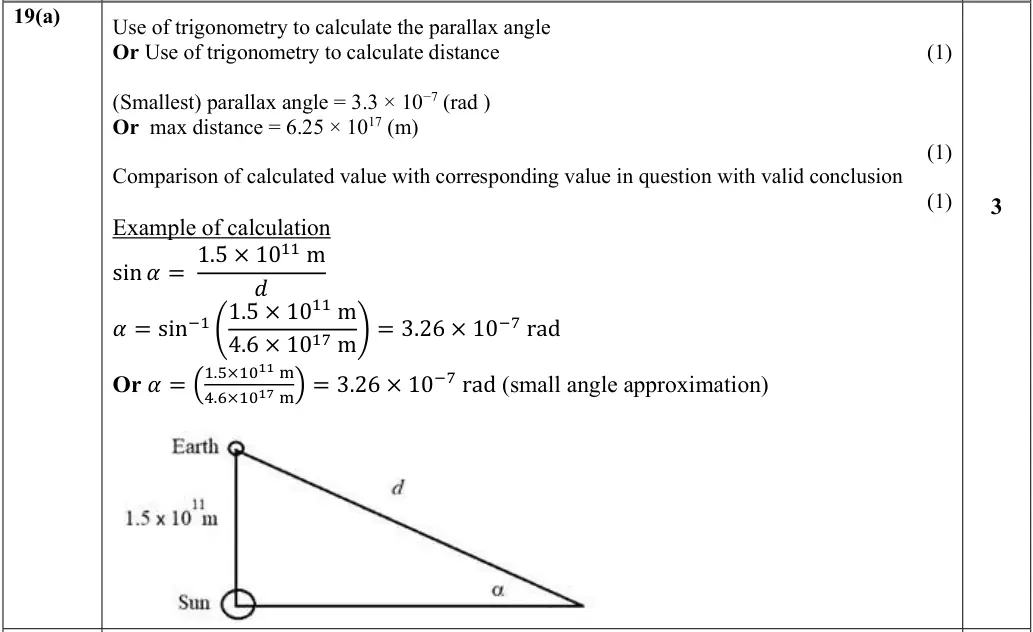 19(a)
Use of trigonometry to calculate the parallax angle
Or Use of trigonometry to calculate distance (1)
(Smallest) parallax angle = 3.3 × 10⁻⁷ (rad )
Or max distance = 6.25 × 10¹⁷ (m)
(1)
Comparison of calculated value with corresponding value in question with valid conclusion
(1)
3
Example of calculation
sin α = 1.5 × 10¹¹ m / d
α = sin⁻¹ (1.5 × 10¹¹ m / 4.6 × 10¹⁷ m) = 3.26 × 10⁻⁷ rad
Or α = (1.5×10¹¹ m / 4.6×10¹⁷ m) = 3.26 × 10⁻⁷ rad (small angle approximation)
Earth
d
1.5 x 10¹¹m
α
Sun